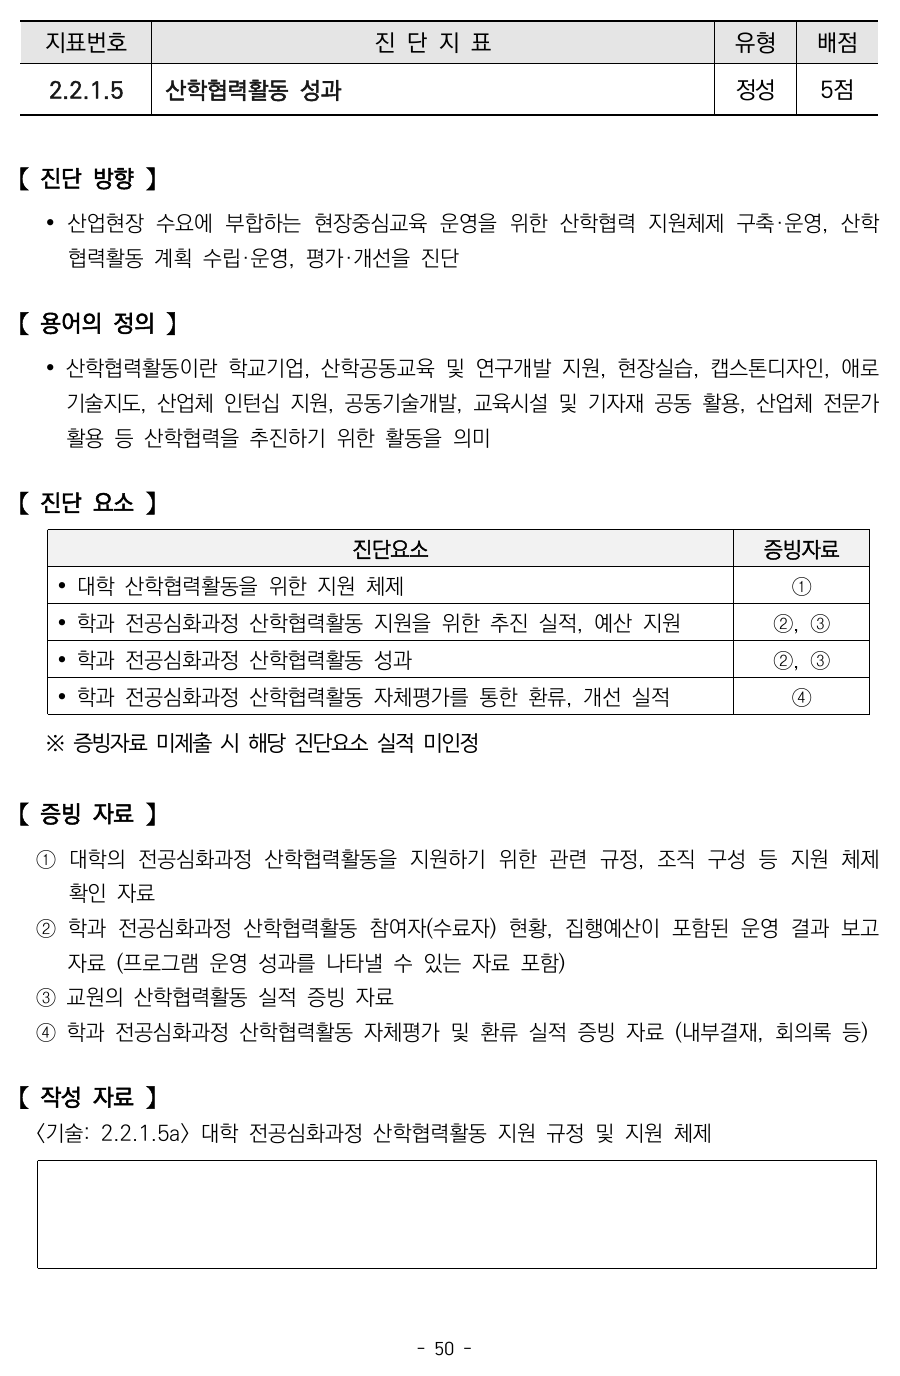 지표번호 진 단 지 표 유형 배점
2.2.1.5 산학협력활동 성과 정성 5점
【 진단 방향 】
• 산업현장 수요에 부합하는 현장중심교육 운영을 위한 산학협력 지원체제 구축·운영, 산학
협력활동 계획 수립·운영, 평가·개선을 진단
【 용어의 정의 】
• 산학협력활동이란 학교기업, 산학공동교육 및 연구개발 지원, 현장실습, 캡스톤디자인, 애로
기술지도, 산업체 인턴십 지원, 공동기술개발, 교육시설 및 기자재 공동 활용, 산업체 전문가
활용 등 산학협력을 추진하기 위한 활동을 의미
【 진단 요소 】
진단요소 증빙자료
• 대학 산학협력활동을 위한 지원 체제 ①
• 학과 전공심화과정 산학협력활동 지원을 위한 추진 실적, 예산 지원 ②, ③
• 학과 전공심화과정 산학협력활동 성과 ②, ③
• 학과 전공심화과정 산학협력활동 자체평가를 통한 환류, 개선 실적 ④
※ 증빙자료 미제출 시 해당 진단요소 실적 미인정
【 증빙 자료 】
① 대학의 전공심화과정 산학협력활동을 지원하기 위한 관련 규정, 조직 구성 등 지원 체제
확인 자료
② 학과 전공심화과정 산학협력활동 참여자(수료자) 현황, 집행예산이 포함된 운영 결과 보고
자료 (프로그램 운영 성과를 나타낼 수 있는 자료 포함)
③ 교원의 산학협력활동 실적 증빙 자료
④ 학과 전공심화과정 산학협력활동 자체평가 및 환류 실적 증빙 자료 (내부결재, 회의록 등)
【 작성 자료 】
〈기술: 2.2.1.5a〉 대학 전공심화과정 산학협력활동 지원 규정 및 지원 체제
- 50 -